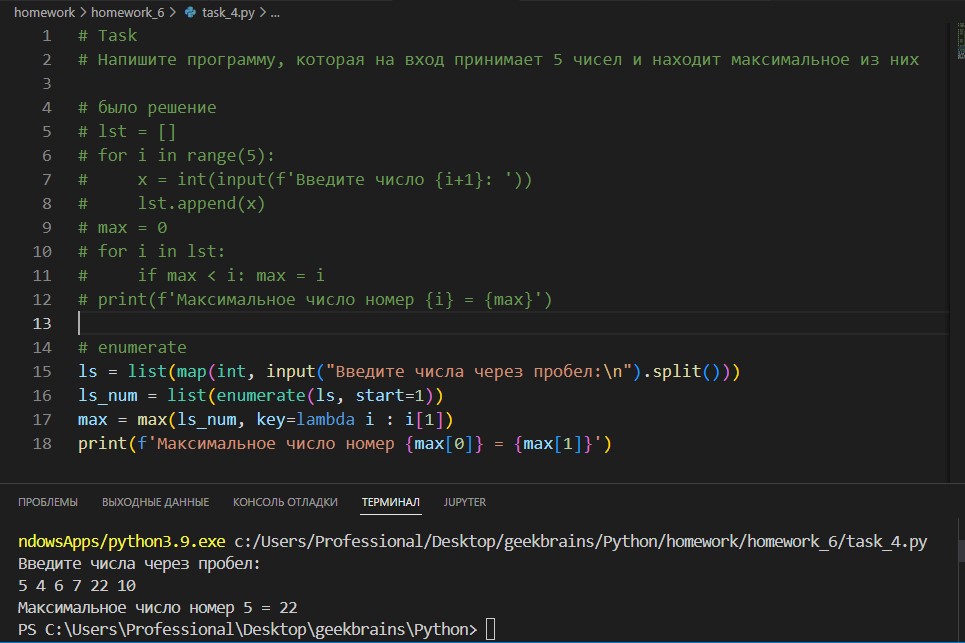 homework > homework_6 > task_4.py > ...
1 # Task
2 # Напишите программу, которая на вход принимает 5 чисел и находит максимальное из них
3
4 # было решение
5 # lst = []
6 # for i in range(5):
7 #     x = int(input(f'Введите число {i+1}: '))
8 #     lst.append(x)
9 # max = 0
10 # for i in lst:
11 #     if max < i: max = i
12 # print(f'Максимальное число номер {i} = {max}')
13
14 # enumerate
15 ls = list(map(int, input("Введите числа через пробел:\n").split()))
16 ls_num = list(enumerate(ls, start=1))
17 max = max(ls_num, key=lambda i : i[1])
18 print(f'Максимальное число номер {max[0]} = {max[1]}')
ПРОБЛЕМЫ ВЫХОДНЫЕ ДАННЫЕ КОНСОЛЬ ОТЛАДКИ ТЕРМИНАЛ JUPYTER
ndowsApps/python3.9.exe c:/Users/Professional/Desktop/geekbrains/Python/homework/homework_6/task_4.py
Введите числа через пробел:
5 4 6 7 22 10
Максимальное число номер 5 = 22
PS C:\Users\Professional\Desktop\geekbrains\Python>